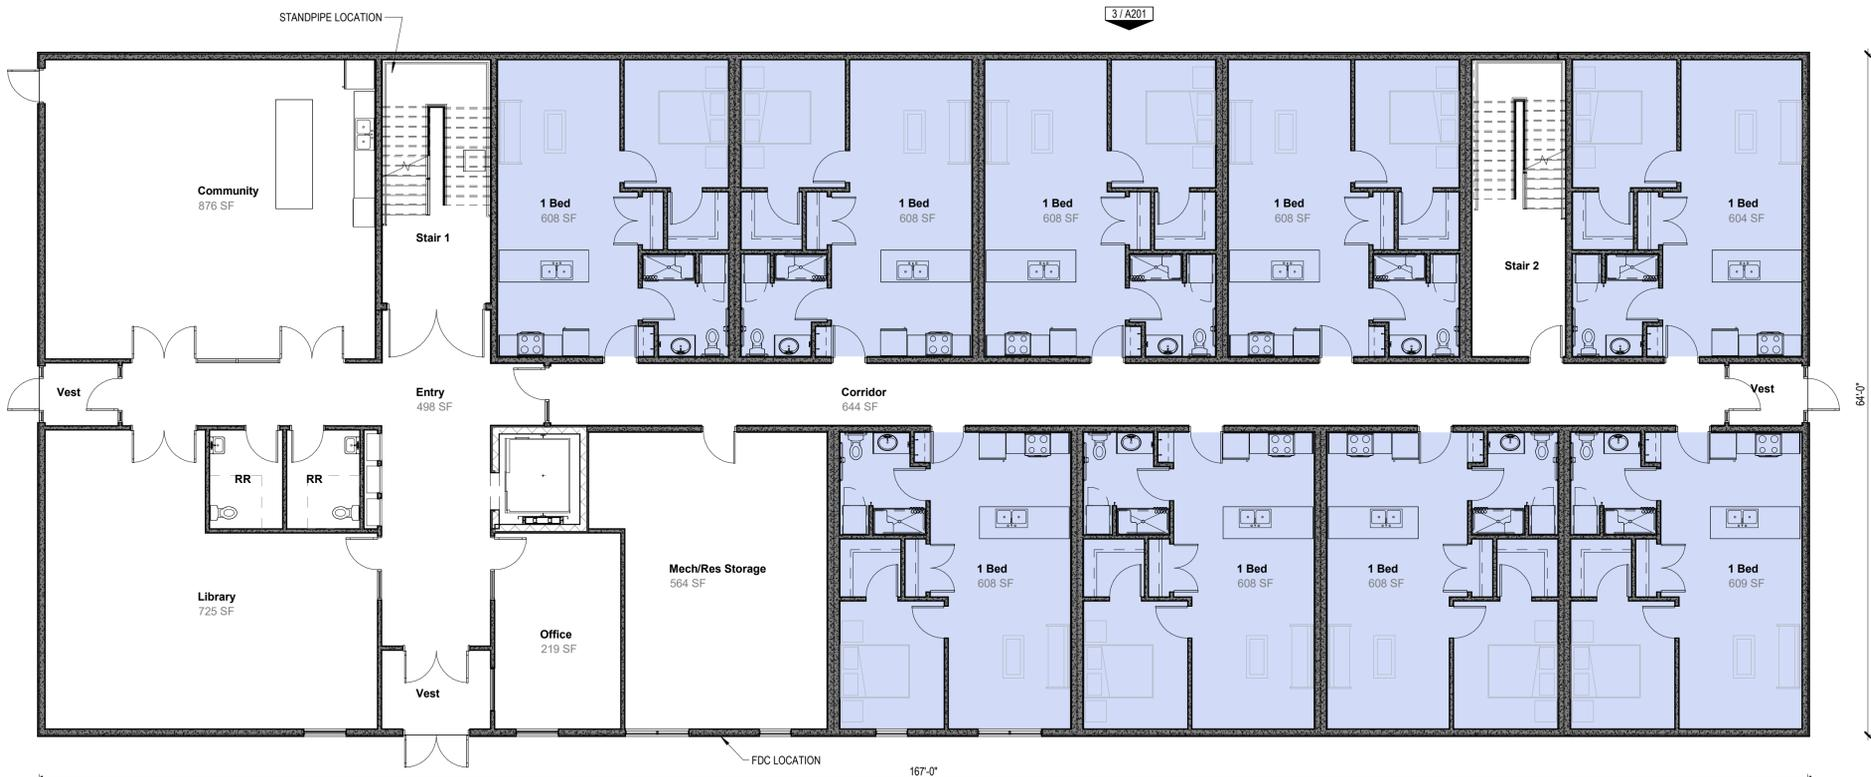 STANDPIPE LOCATION
3 / A201
Community
876 SF
Stair 1
1 Bed
608 SF
1 Bed
608 SF
1 Bed
608 SF
1 Bed
608 SF
Stair 2
1 Bed
604 SF
Vest
Entry
498 SF
Corridor
644 SF
Vest
64'-0"
RR
RR
Library
725 SF
Office
219 SF
Mech/Res Storage
564 SF
1 Bed
608 SF
1 Bed
608 SF
1 Bed
608 SF
1 Bed
609 SF
Vest
FDC LOCATION
167'-0"